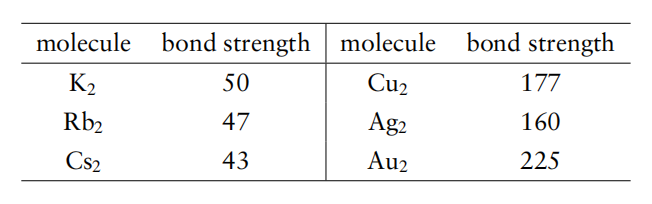 molecule bond strength molecule bond strength
K₂ 50 Cu₂ 177
Rb₂ 47 Ag₂ 160
Cs₂ 43 Au₂ 225